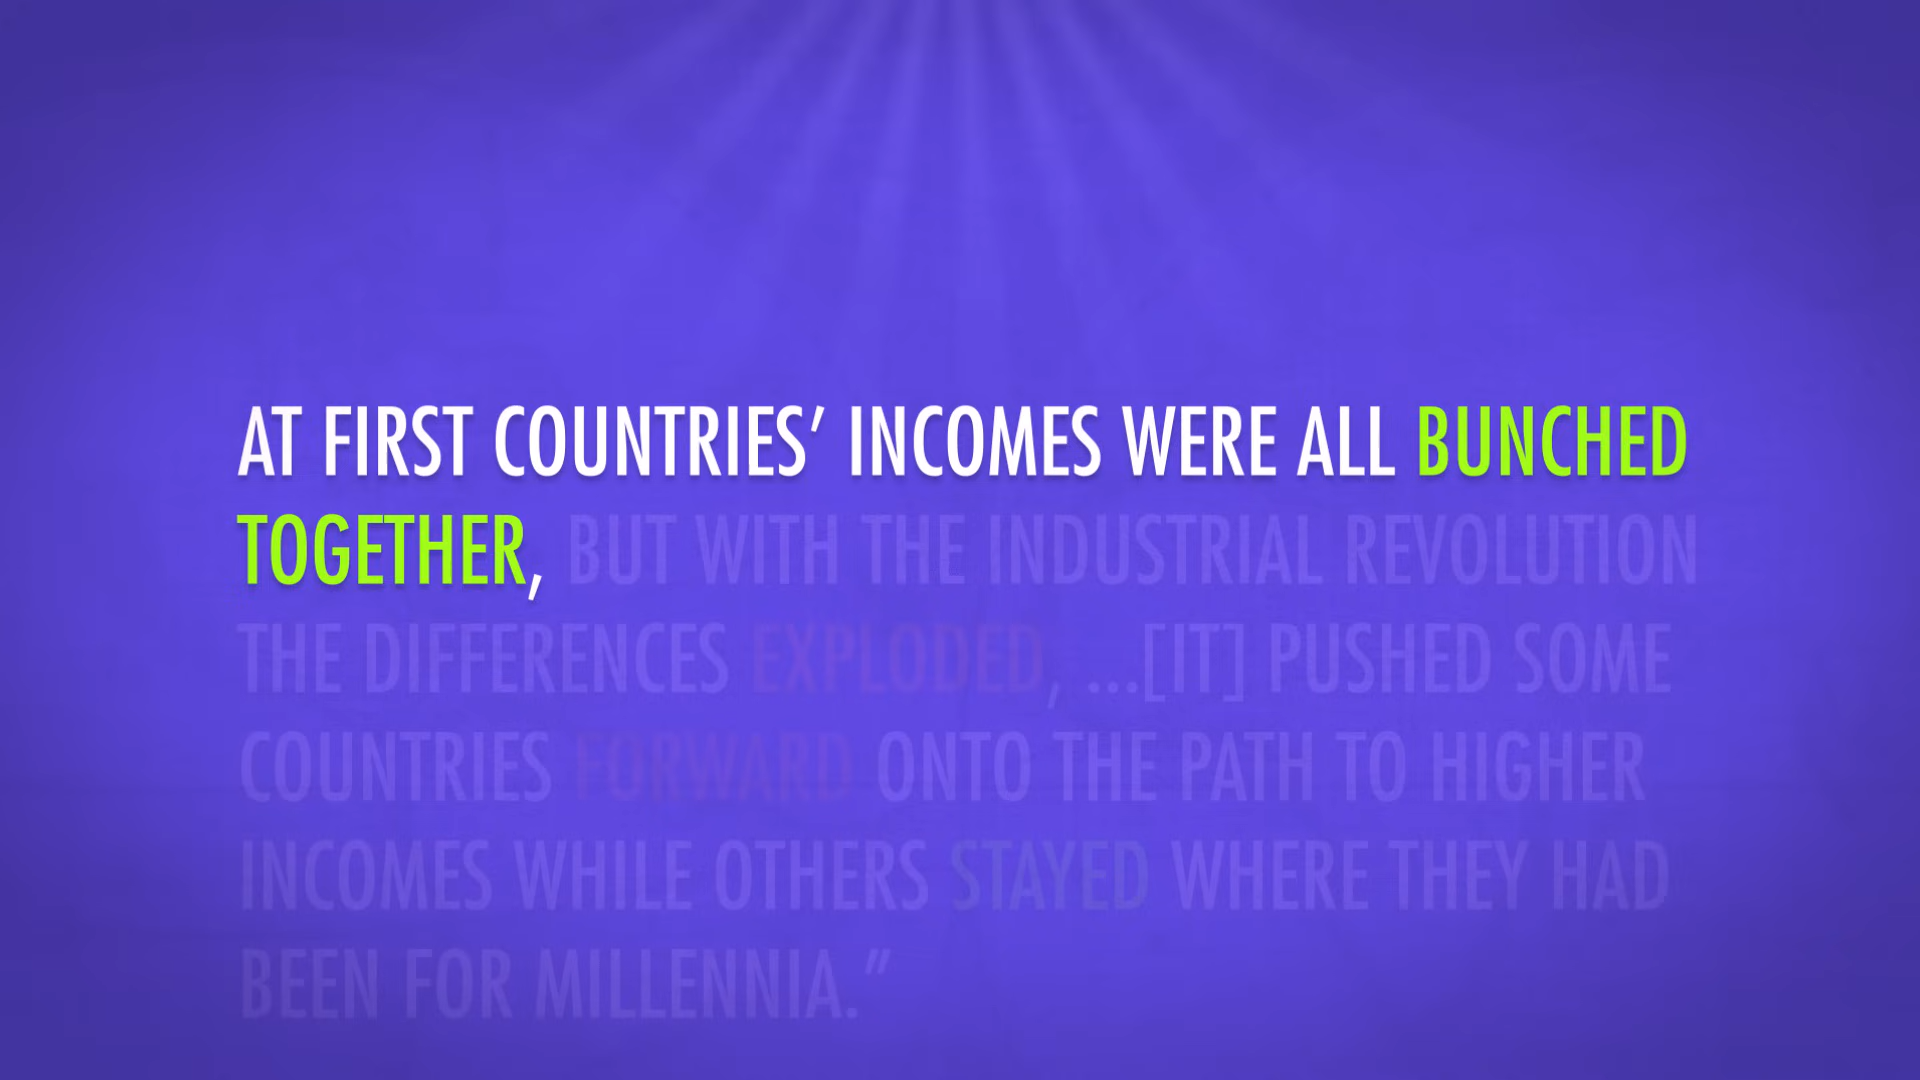 AT FIRST COUNTRIES’ INCOMES WERE ALL BUNCHED
TOGETHER, BUT WITH THE INDUSTRIAL REVOLUTION
THE DIFFERENCES EXPLODED, ...[IT] PUSHED SOME
COUNTRIES FORWARD ONTO THE PATH TO HIGHER
INCOMES WHILE OTHERS STAYED WHERE THEY HAD
BEEN FOR MILLENNIA.”